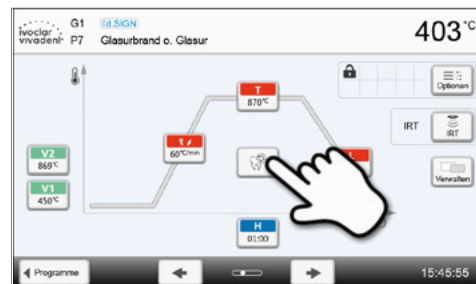 ivoclar
vivadent:
G1 IPS d.SIGN
P7 Glasurbrand o. Glasur
403°C
Optionen
T
870°C
IRT
IRT
t
60°C/min
V2
869°C
V1
450°C
L
Verwalten
H
01:00
Programme
15:45:55